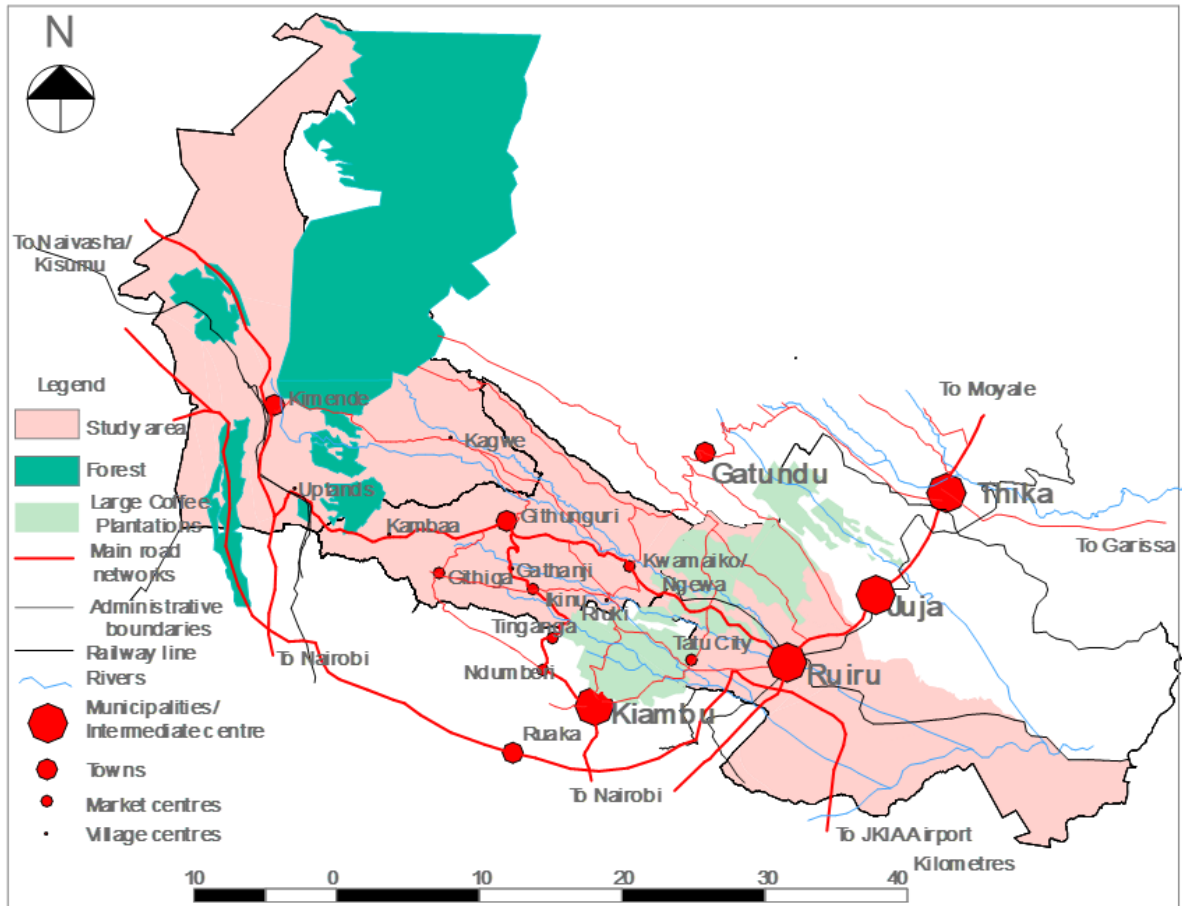 N
To Naivasha/
Kisumu
To Moyale
Legend
Kimende
Study area
Kagwe
Gatundu
Thika
Forest
Uplands
Large Coffee
Plantations
Kambaa
Githunguri
To Garissa
Main road
networks
Kwamaiko/
Ngewa
Githiga
Gathanji
Ikinu
Juja
Administrative
boundaries
Riuki
Tinganga
Tatu City
Railway line
To Nairobi
Ndumberi
Ruiru
Rivers
Municipalities/
Intermediate centre
Kiambu
Ruaka
Towns
To Nairobi
Market centres
Village centres
To JKIA Airport
Kilometres
10 0 10 20 30 40